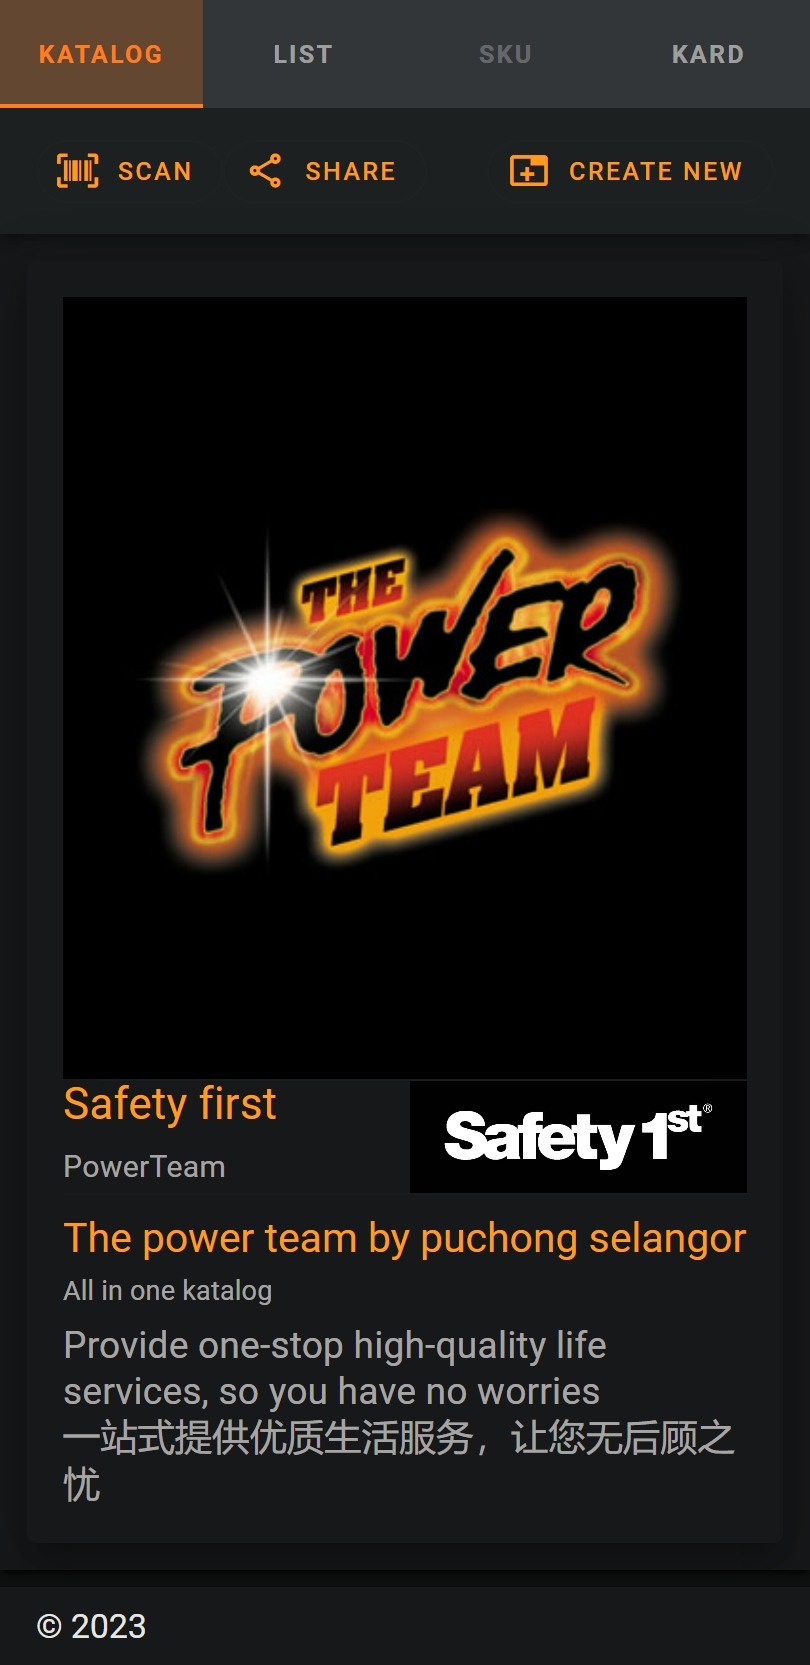 KATALOG LIST SKU KARD
SCAN SHARE CREATE NEW
THE
POWER
TEAM
Safety first
PowerTeam
Safety 1st®
The power team by puchong selangor
All in one katalog
Provide one-stop high-quality life
services, so you have no worries
一站式提供优质生活服务，让您无后顾之
忧
© 2023